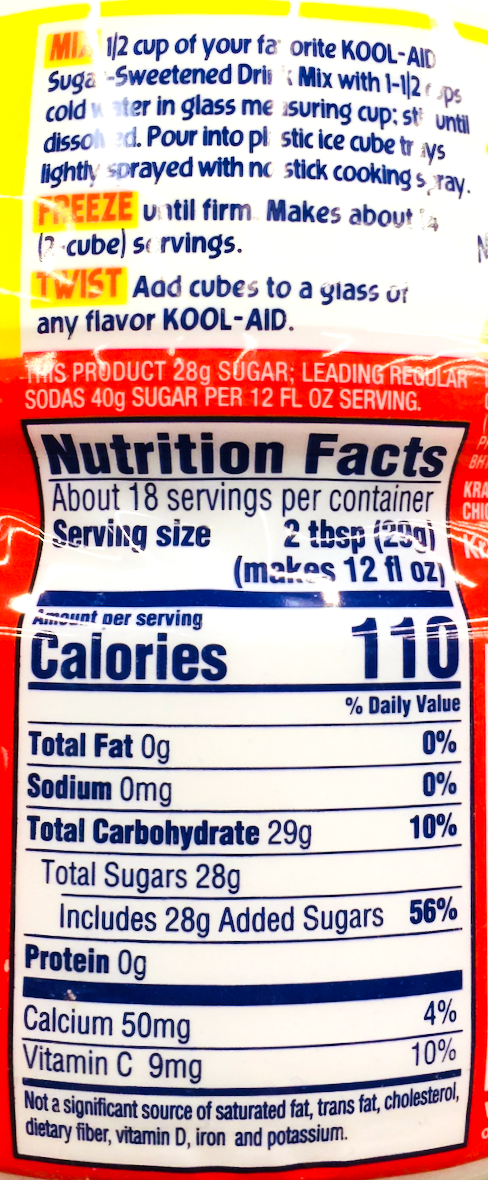 MIX 1/2 cup of your favorite KOOL-AID
Sugar-Sweetened Drink Mix with 1-1/2 cups
cold water in glass measuring cup; stir until
dissolved. Pour into plastic ice cube trays
lightly sprayed with no stick cooking spray.
FREEZE until firm. Makes about
(2-cube) servings.
TWIST Add cubes to a glass of
any flavor KOOL-AID.
THIS PRODUCT 28g SUGAR; LEADING REGULAR
SODAS 40g SUGAR PER 12 FL OZ SERVING.
Nutrition Facts
About 18 servings per container
Serving size 2 tbsp (29g)
(makes 12 fl oz)
Amount per serving
Calories 110
% Daily Value
Total Fat 0g 0%
Sodium 0mg 0%
Total Carbohydrate 29g 10%
Total Sugars 28g
Includes 28g Added Sugars 56%
Protein 0g
Calcium 50mg 4%
Vitamin C 9mg 10%
Not a significant source of saturated fat, trans fat, cholesterol,
dietary fiber, vitamin D, iron and potassium.